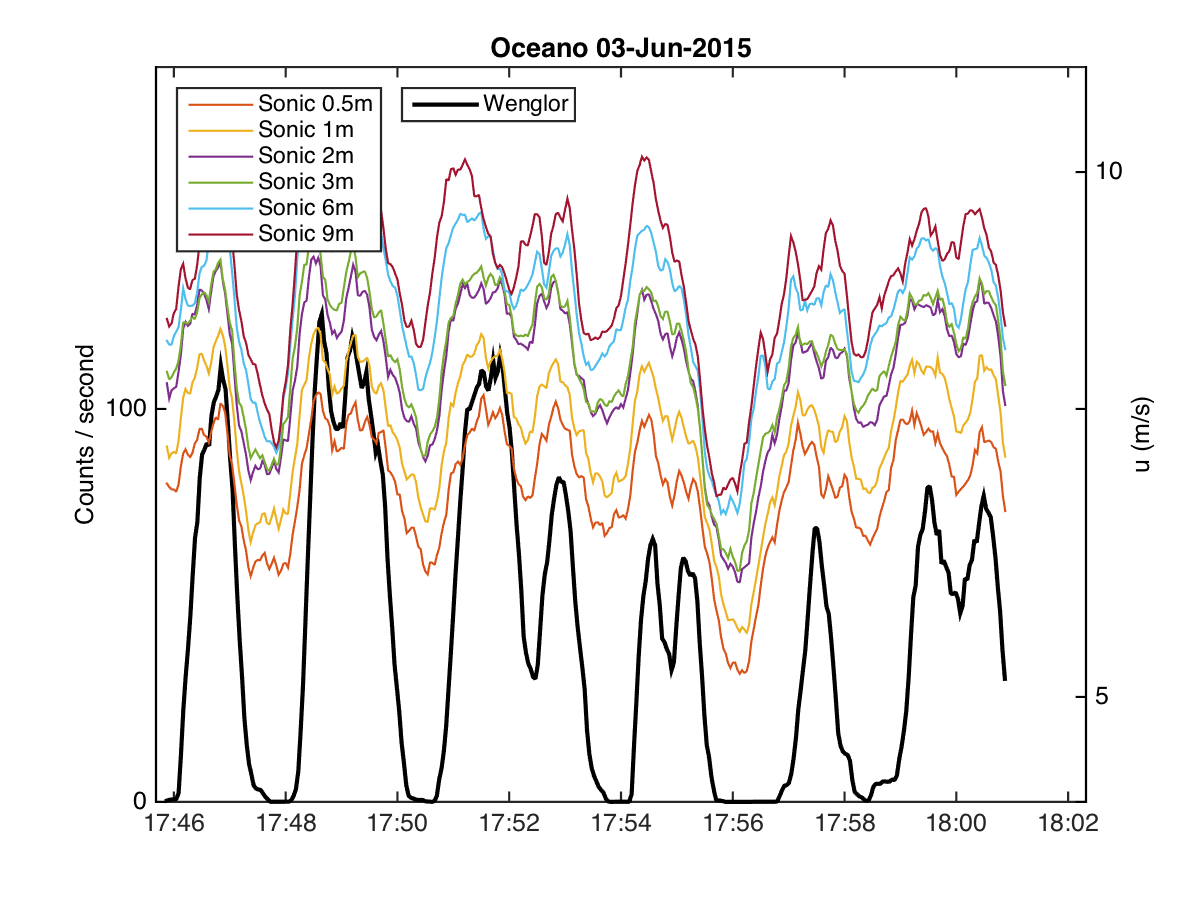 Oceano 03-Jun-2015
Sonic 0.5m
Sonic 1m
Sonic 2m
Sonic 3m
Sonic 6m
Sonic 9m
Wenglor
Counts / second
100
0
10
5
u (m/s)
17:46 17:48 17:50 17:52 17:54 17:56 17:58 18:00 18:02